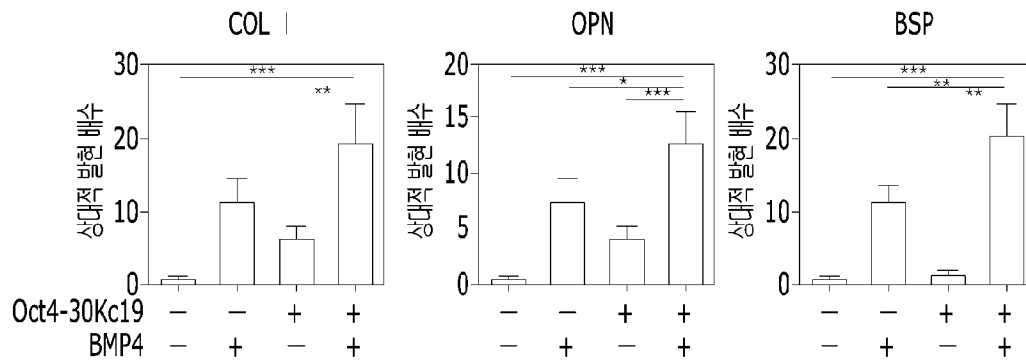 COL I OPN BSP
*** *** ***
* **
** *** **
상대적 발현 배수 상대적 발현 배수 상대적 발현 배수
30 20 30
20 15 20
10 10 10
5
0 0 0
Oct4-30Kc19 − − + + − − + + − − + +
BMP4 − + − + − + − + − + − +